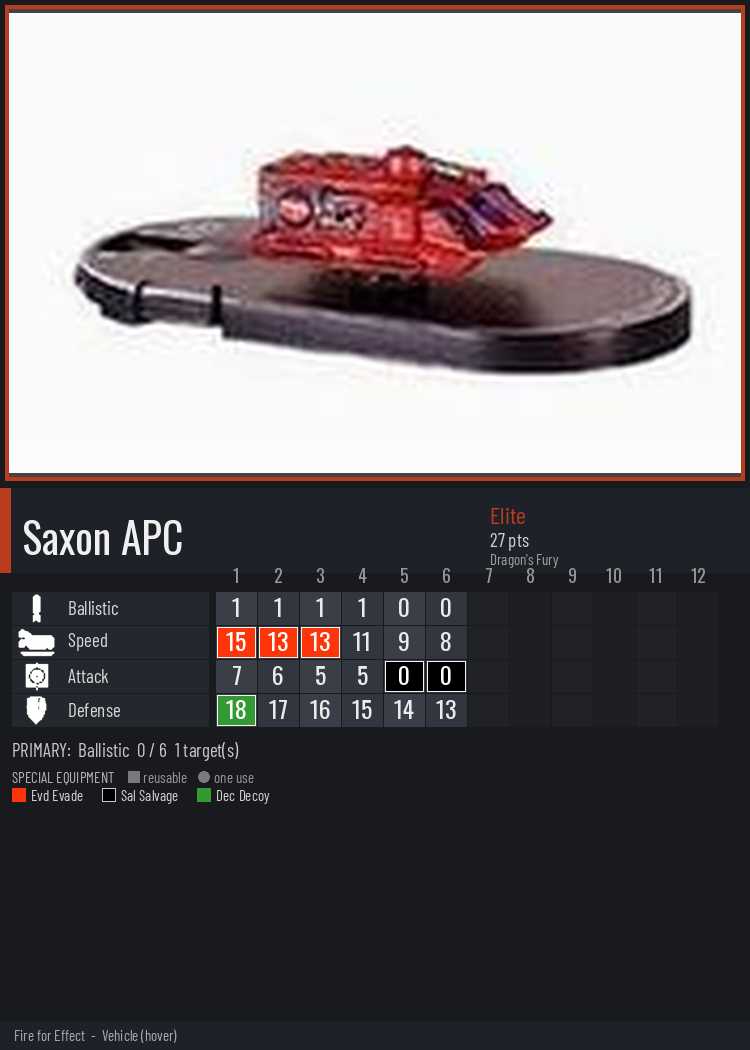 Saxon APC
Elite
27 pts
Dragon's Fury
1 2 3 4 5 6 7 8 9 10 11 12
Ballistic 1 1 1 1 0 0
Speed 15 13 13 11 9 8
Attack 7 6 5 5 0 0
Defense 18 17 16 15 14 13
PRIMARY: Ballistic 0 / 6 1 target(s)
SPECIAL EQUIPMENT reusable one use
Evd Evade Sal Salvage Dec Decoy
Fire for Effect - Vehicle (hover)